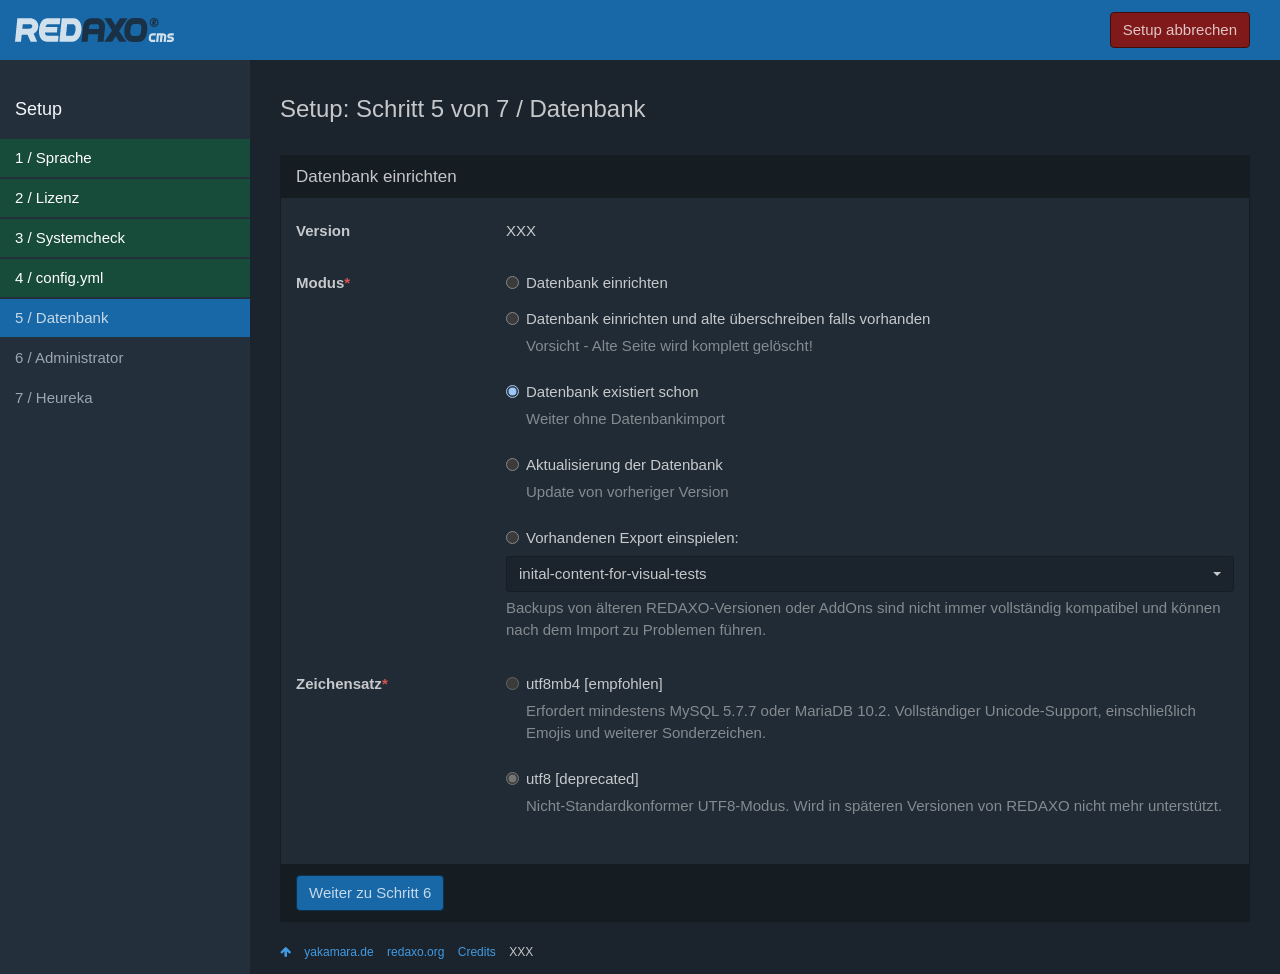 REDAXO® cms
Setup abbrechen
Setup
1 / Sprache
2 / Lizenz
3 / Systemcheck
4 / config.yml
5 / Datenbank
6 / Administrator
7 / Heureka
Setup: Schritt 5 von 7 / Datenbank
Datenbank einrichten
Version XXX
Modus* Datenbank einrichten
Datenbank einrichten und alte überschreiben falls vorhanden
Vorsicht - Alte Seite wird komplett gelöscht!
Datenbank existiert schon
Weiter ohne Datenbankimport
Aktualisierung der Datenbank
Update von vorheriger Version
Vorhandenen Export einspielen:
inital-content-for-visual-tests
Backups von älteren REDAXO-Versionen oder AddOns sind nicht immer vollständig kompatibel und können
nach dem Import zu Problemen führen.
Zeichensatz* utf8mb4 [empfohlen]
Erfordert mindestens MySQL 5.7.7 oder MariaDB 10.2. Vollständiger Unicode-Support, einschließlich
Emojis und weiterer Sonderzeichen.
utf8 [deprecated]
Nicht-Standardkonformer UTF8-Modus. Wird in späteren Versionen von REDAXO nicht mehr unterstützt.
Weiter zu Schritt 6
yakamara.de redaxo.org Credits XXX